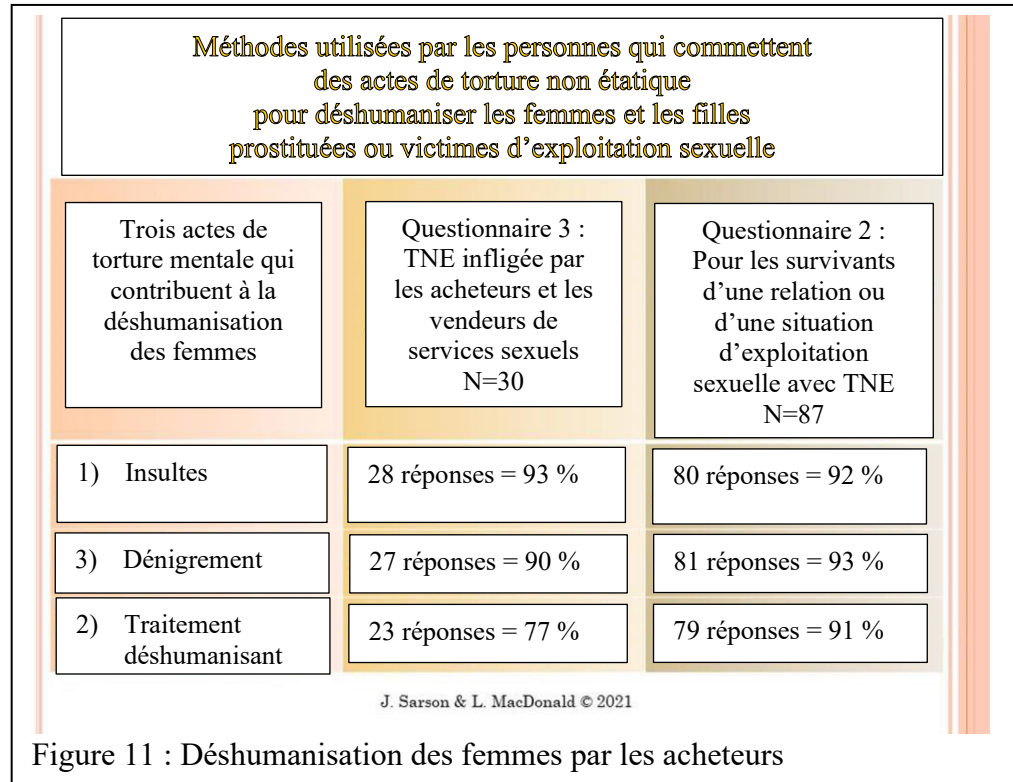 Méthodes utilisées par les personnes qui commettent
des actes de torture non étatique
pour déshumaniser les femmes et les filles
prostituées ou victimes d'exploitation sexuelle
Trois actes de
torture mentale qui
contribuent à la
déshumanisation
des femmes
Questionnaire 3 :
TNE infligée par
les acheteurs et les
vendeurs de
services sexuels
N=30
Questionnaire 2 :
Pour les survivants
d'une relation ou
d'une situation
d'exploitation
sexuelle avec TNE
N=87
1) Insultes
28 réponses = 93 %
80 réponses = 92 %
3) Dénigrement
27 réponses = 90 %
81 réponses = 93 %
2) Traitement
déshumanisant
23 réponses = 77 %
79 réponses = 91 %
J. Sarson & L. MacDonald © 2021
Figure 11 : Déshumanisation des femmes par les acheteurs